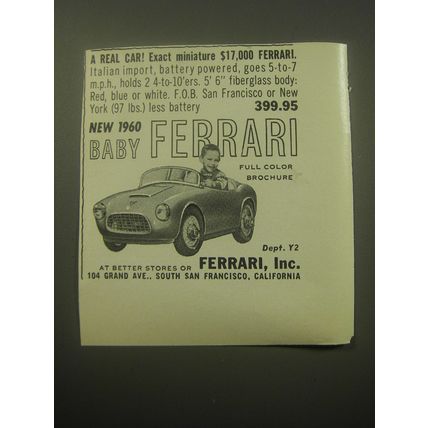 A REAL CAR! Exact miniature $17,000 FERRARI.
Italian import, battery powered, goes 5-to-7
m.p.h., holds 2 4-to-10'ers. 5' 6" fiberglass body:
Red, blue or white. F.O.B. San Francisco or New
York (97 lbs.) less battery 399.95
NEW 1960
BABY FERRARI
FULL COLOR
BROCHURE
Dept. Y2
AT BETTER STORES OR FERRARI, Inc.
104 GRAND AVE., SOUTH SAN FRANCISCO, CALIFORNIA